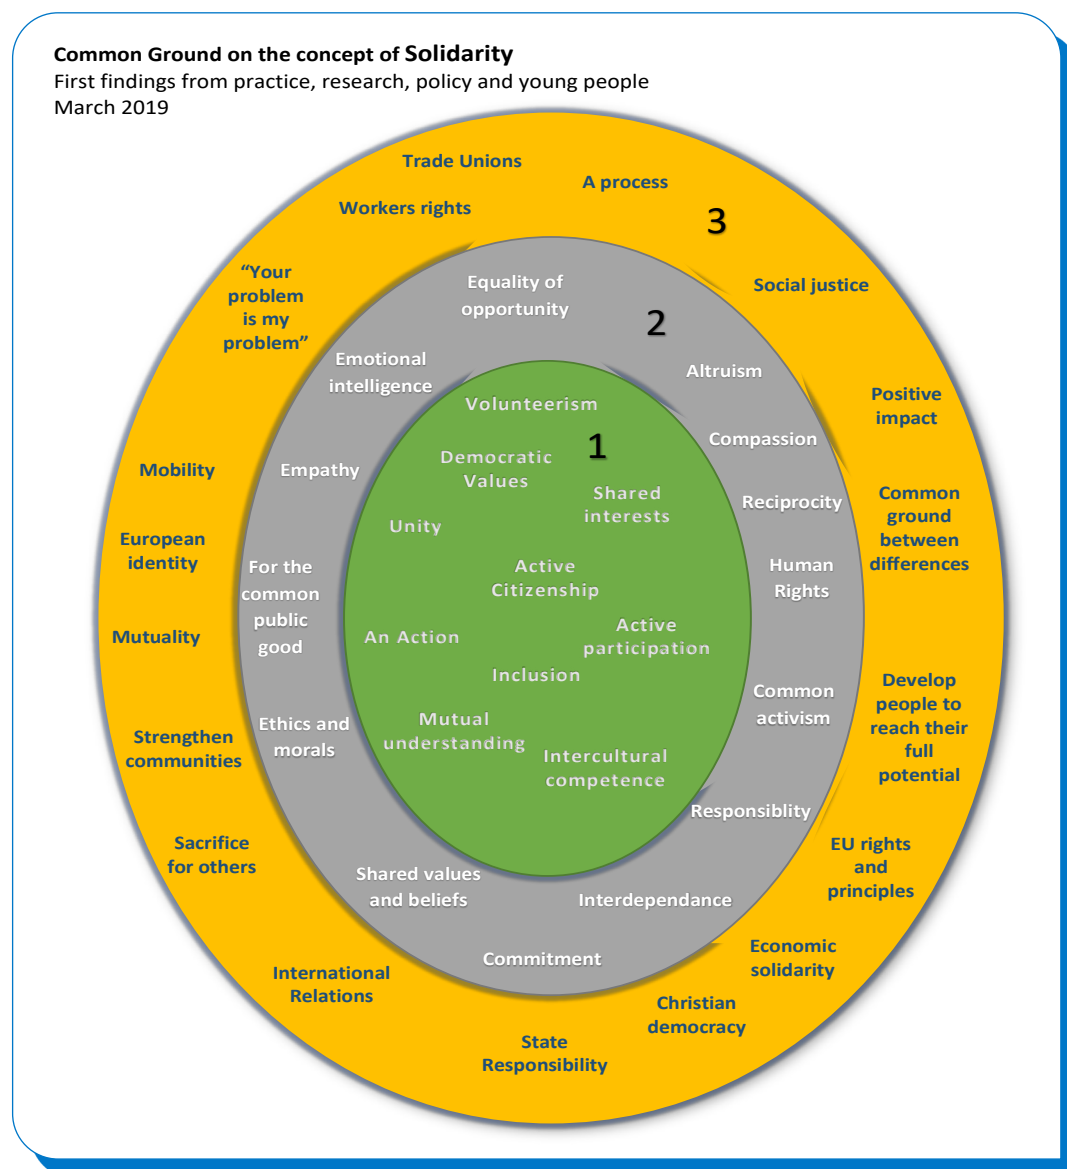 Common Ground on the concept of Solidarity
First findings from practice, research, policy and young people
March 2019
Trade Unions
A process
Workers rights
3
“Your
problem
is my
problem”
Social justice
Positive
impact
Mobility
Common
ground
between
differences
European
identity
Mutuality
Develop
people to
reach their
full
potential
Strengthen
communities
Sacrifice
for others
EU rights
and
principles
Economic
solidarity
International
Relations
Christian
democracy
State
Responsibility
Equality of
opportunity
2
Emotional
intelligence
Altruism
Compassion
Empathy
Reciprocity
For the
common
public
good
Human
Rights
Common
activism
Ethics and
morals
Responsiblity
Shared values
and beliefs
Interdependance
Commitment
Volunteerism
1
Democratic
Values
Shared
interests
Unity
Active
Citizenship
An Action
Active
participation
Inclusion
Mutual
understanding
Intercultural
competence